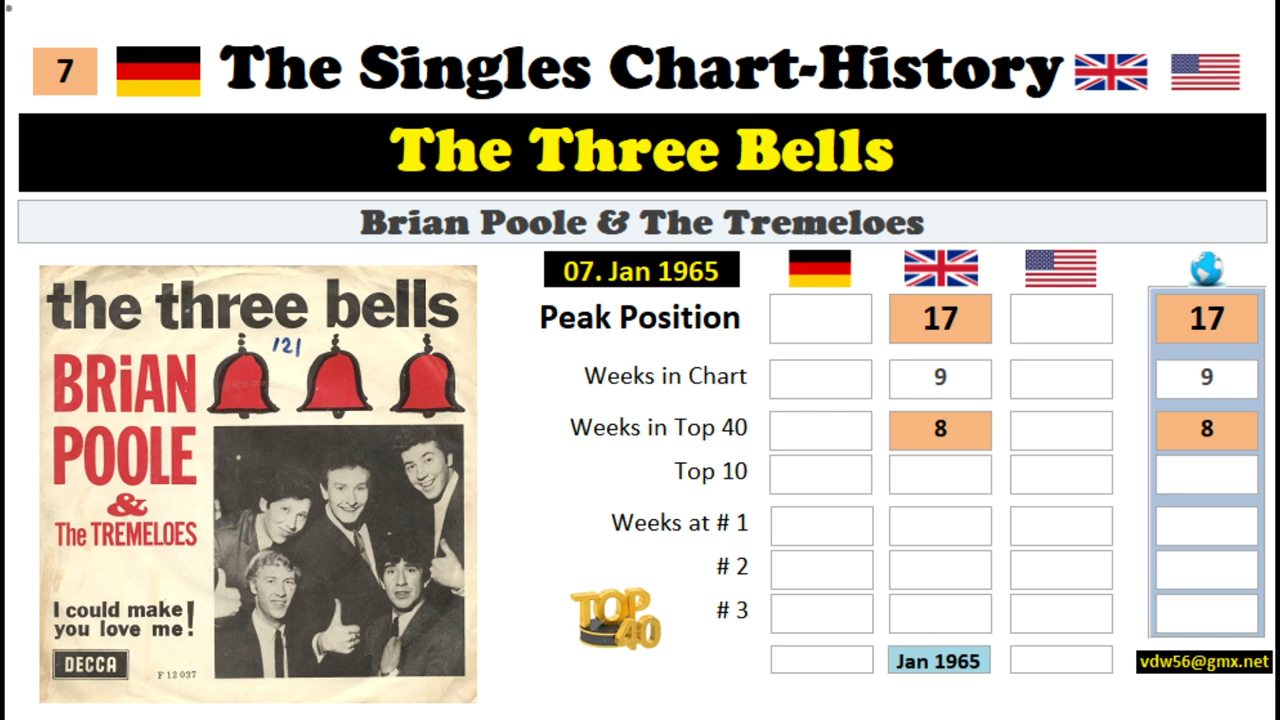 7 The Singles Chart-History
The Three Bells
Brian Poole & The Tremeloes
the three bells
121
BRiAN
POOLE
&
The TREMELOES
I could make
you love me!
DECCA
F 12 037
07. Jan 1965
Peak Position 17 17
Weeks in Chart 9 9
Weeks in Top 40 8 8
Top 10
Weeks at # 1
# 2
# 3
TOP
40
Jan 1965
vdw56@gmx.net